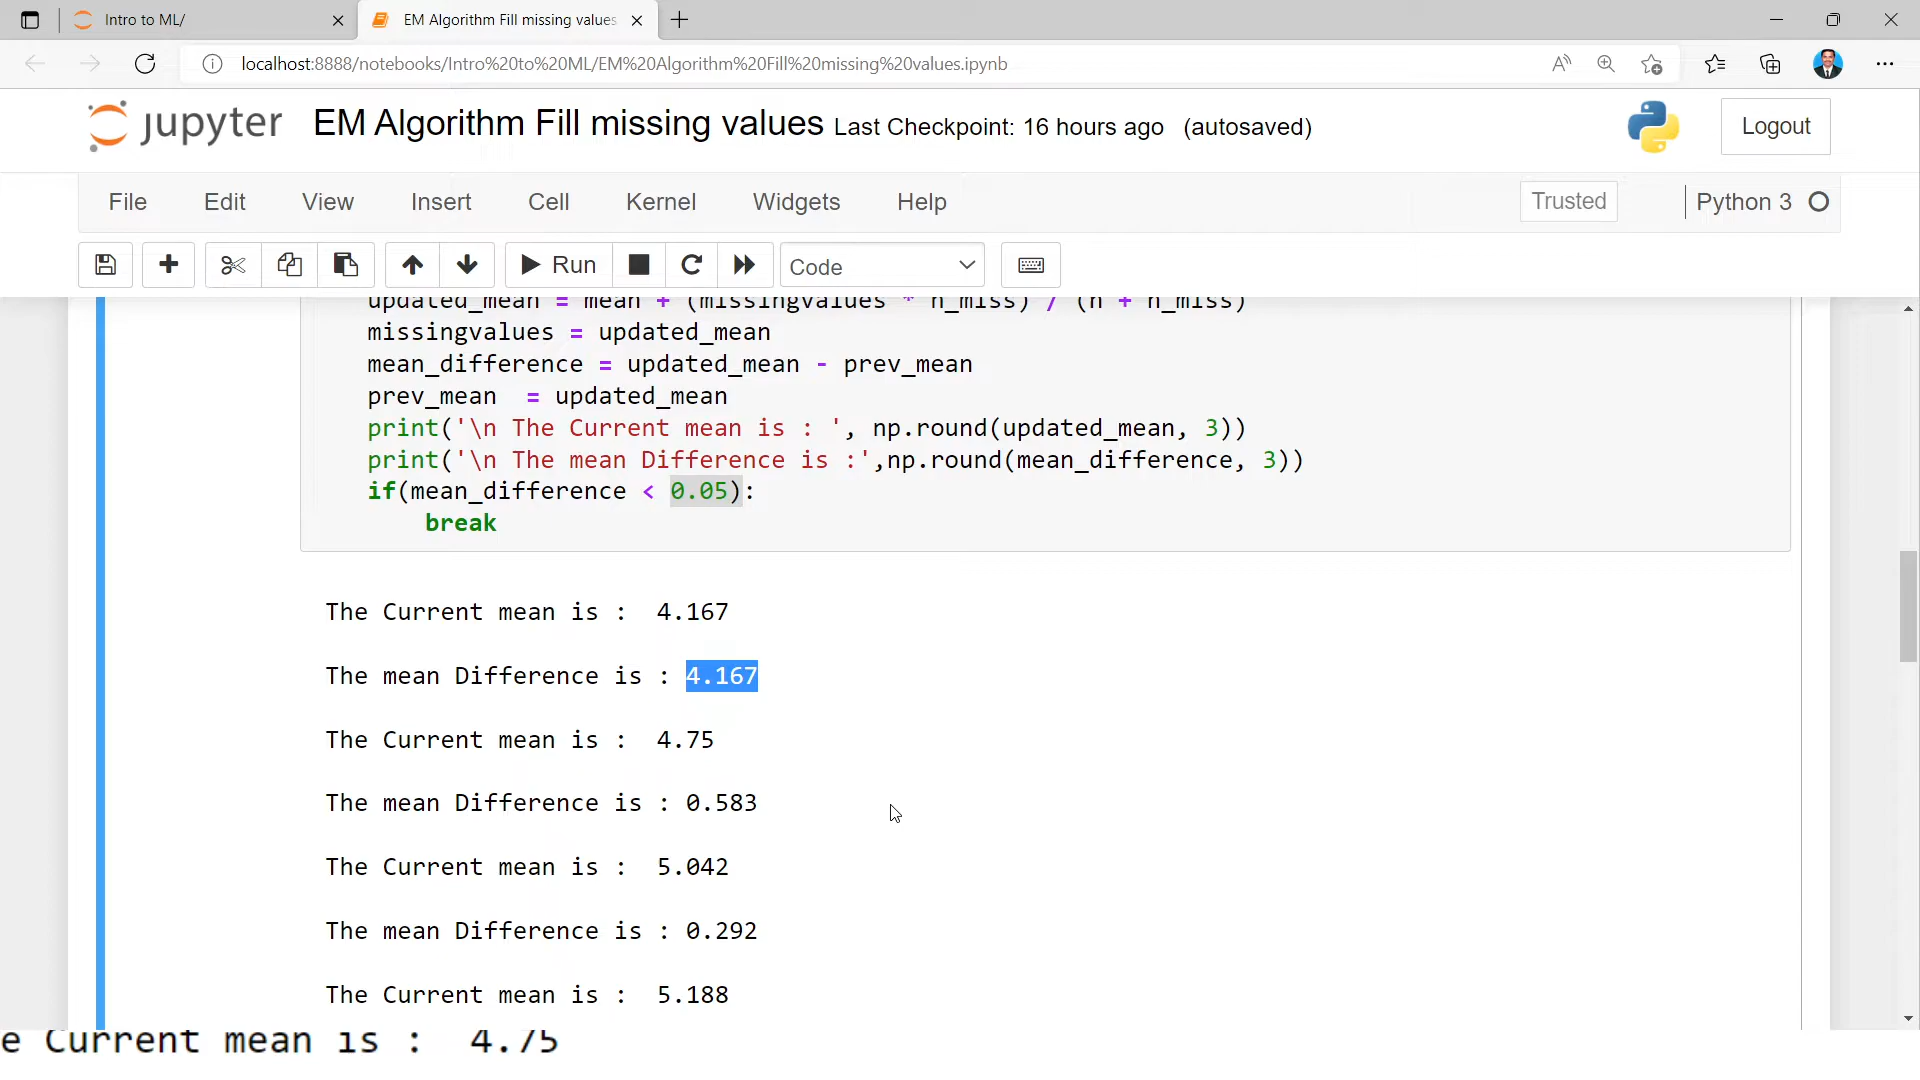 Intro to ML/
EM Algorithm Fill missing values
localhost:8888/notebooks/Intro%20to%20ML/EM%20Algorithm%20Fill%20missing%20values.ipynb
jupyter EM Algorithm Fill missing values Last Checkpoint: 16 hours ago (autosaved)
Logout
File Edit View Insert Cell Kernel Widgets Help
Trusted
Python 3
Run
Code
updated_mean = mean + (missingvalues * n_miss) / (n + n_miss)
missingvalues = updated_mean
mean_difference = updated_mean - prev_mean
prev_mean  = updated_mean
print('\n The Current mean is : ', np.round(updated_mean, 3))
print('\n The mean Difference is :',np.round(mean_difference, 3))
if(mean_difference < 0.05):
break
The Current mean is :  4.167
The mean Difference is : 4.167
The Current mean is :  4.75
The mean Difference is : 0.583
The Current mean is :  5.042
The mean Difference is : 0.292
The Current mean is :  5.188
e Current mean is :  4.75